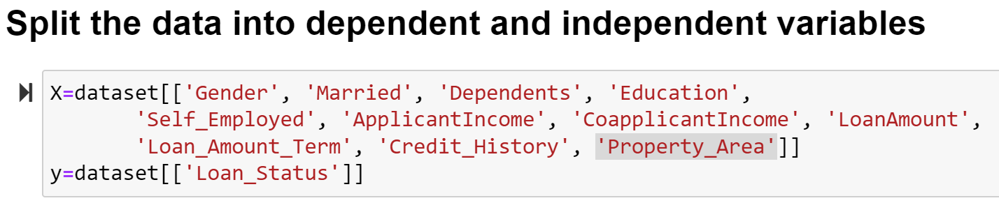 Split the data into dependent and independent variables
X=dataset[['Gender', 'Married', 'Dependents', 'Education',
'Self_Employed', 'ApplicantIncome', 'CoapplicantIncome', 'LoanAmount',
'Loan_Amount_Term', 'Credit_History', 'Property_Area']]
y=dataset[['Loan_Status']]